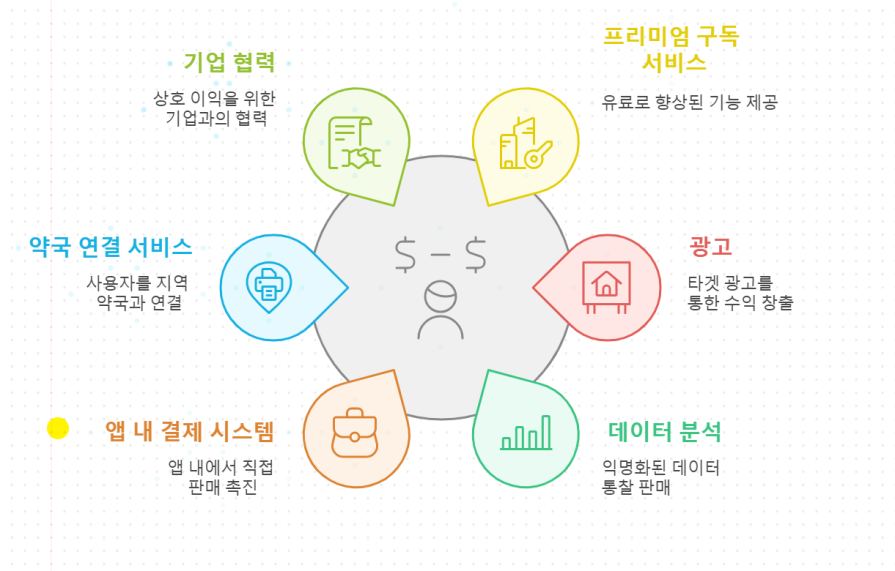 기업 협력
상호 이익을 위한
기업과의 협력
프리미엄 구독
서비스
유료로 향상된 기능 제공
약국 연결 서비스
사용자를 지역
약국과 연결
$ - $
광고
타겟 광고를
통한 수익 창출
앱 내 결제 시스템
앱 내에서 직접
판매 촉진
데이터 분석
익명화된 데이터
통찰 판매